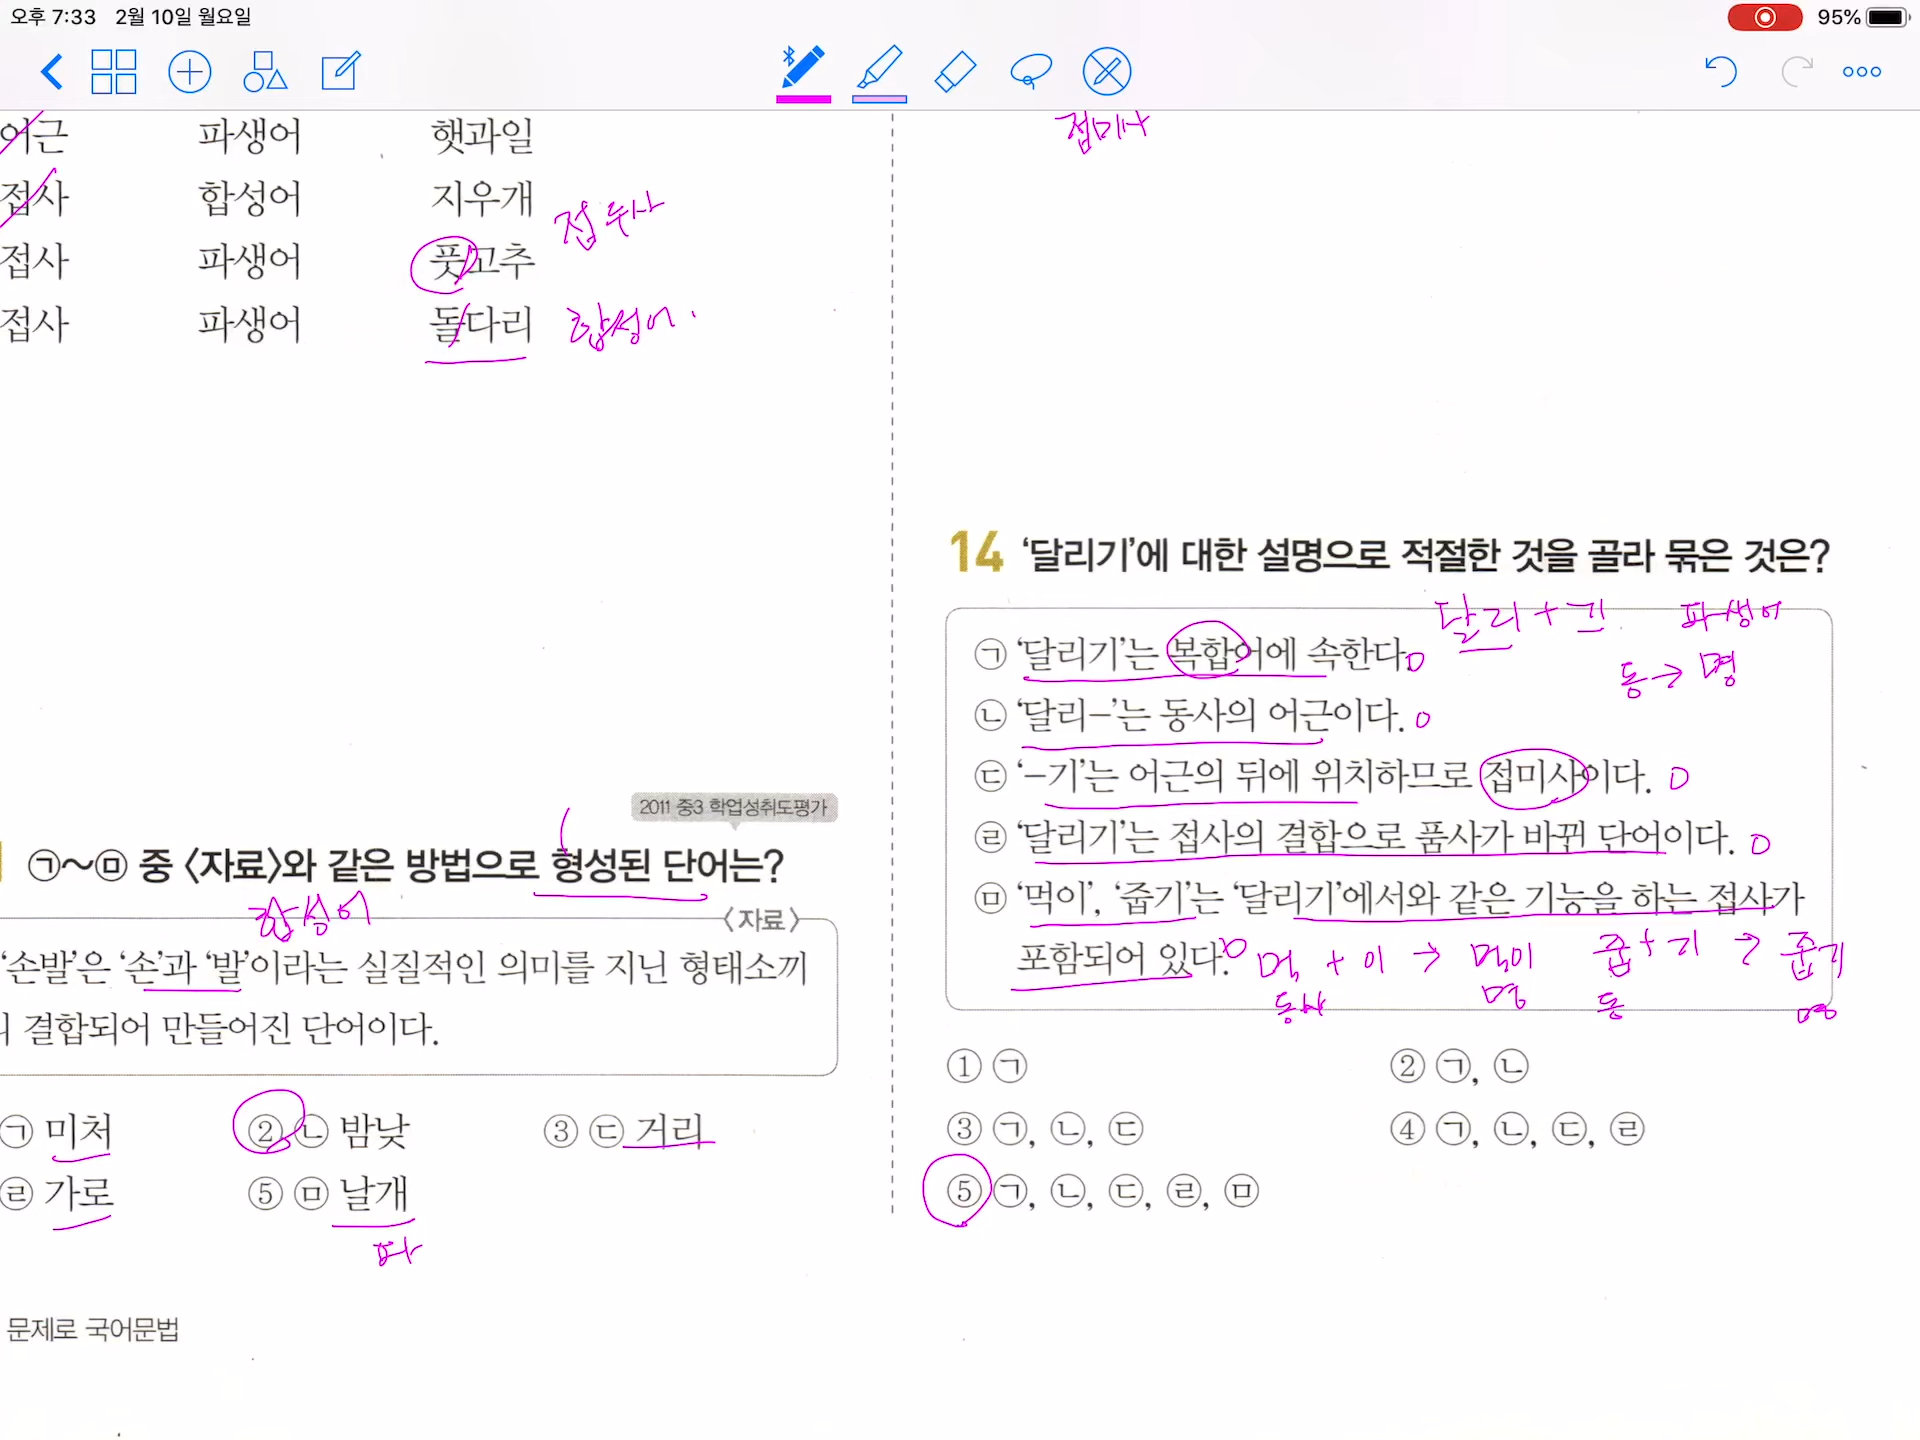 오후 7:33 2월 10일 월요일 95%
어근 파생어 햇과일
접사 합성어 지우개
접두사
접사 파생어 풋고추
접사 파생어 돌다리 합성어.
2011 중3 학업성취도평가
㉠~㉤ 중 〈자료〉와 같은 방법으로 형성된 단어는?
합성어
〈자료〉
‘손발’은 ‘손’과 ‘발’이라는 실질적인 의미를 지닌 형태소끼
결합되어 만들어진 단어이다.
㉠ 미처 ② ㉡ 밤낮 ③ ㉢ 거리
㉣ 가로 ⑤ ㉤ 날개
파
문제로 국어문법
접미사
14 ‘달리기’에 대한 설명으로 적절한 것을 골라 묶은 것은?
달리 + 기 파생어
㉠ ‘달리기’는 복합어에 속한다. O
동 → 명
㉡ ‘달리–’는 동사의 어근이다. O
㉢ ‘–기’는 어근의 뒤에 위치하므로 접미사이다. O
㉣ ‘달리기’는 접사의 결합으로 품사가 바뀐 단어이다. O
㉤ ‘먹이’, ‘줍기’는 ‘달리기’에서와 같은 기능을 하는 접사가
포함되어 있다. O 먹 + 이 → 먹이 줍 + 기 → 줍기
동사 명 동 명
① ㉠ ② ㉠, ㉡
③ ㉠, ㉡, ㉢ ④ ㉠, ㉡, ㉢, ㉣
⑤ ㉠, ㉡, ㉢, ㉣, ㉤